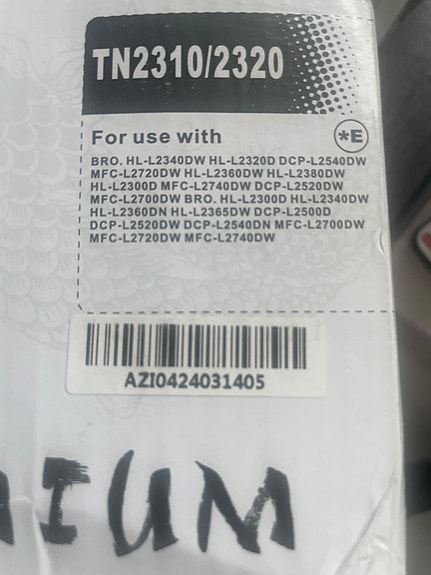 TN2310/2320
For use with
*E
BRO. HL-L2340DW HL-L2320D DCP-L2540DW
MFC-L2720DW HL-L2360DW HL-L2380DW
HL-L2300D MFC-L2740DW DCP-L2520DW
MFC-L2700DW BRO. HL-L2300D HL-L2340DW
HL-L2360DN HL-L2365DW DCP-L2500D
DCP-L2520DW DCP-L2540DN MFC-L2700DW
MFC-L2720DW MFC-L2740DW
AZI0424031405
IUM